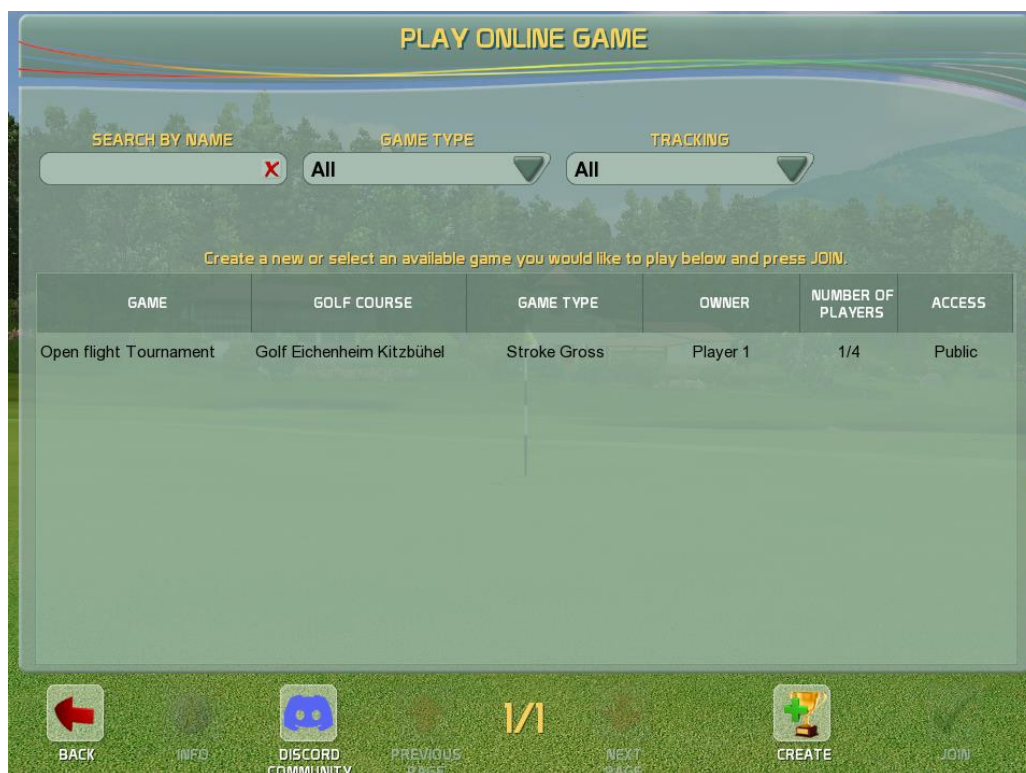 PLAY ONLINE GAME
SEARCH BY NAME GAME TYPE TRACKING
All All
Create a new or select an available game you would like to play below and press JOIN.
GAME GOLF COURSE GAME TYPE OWNER NUMBER OF PLAYERS ACCESS
Open flight Tournament Golf Eichenheim Kitzbühel Stroke Gross Player 1 1/4 Public
1/1
BACK INFO DISCORD COMMUNITY PREVIOUS PAGE NEXT PAGE CREATE JOIN